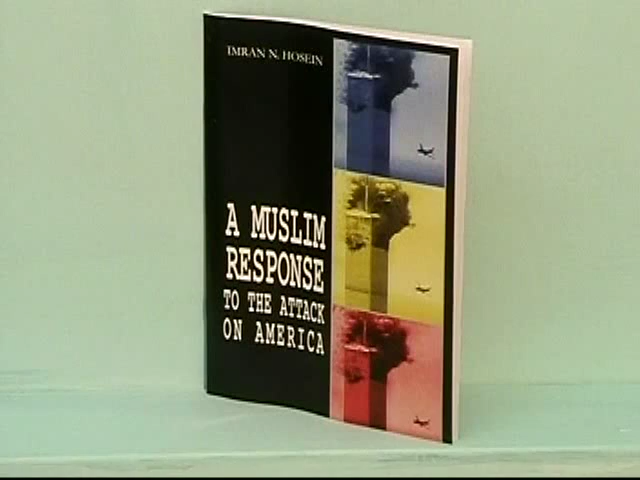 IMRAN N. HOSEIN
A MUSLIM
RESPONSE
TO THE ATTACK
ON AMERICA